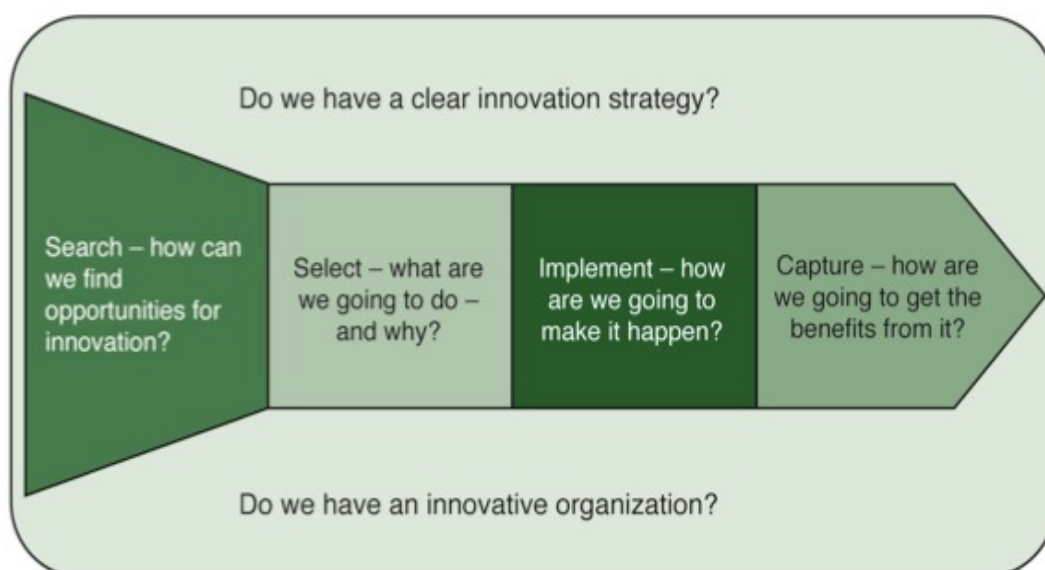 Do we have a clear innovation strategy?
Search – how can
we find
opportunities for
innovation?
Select – what are
we going to do –
and why?
Implement – how
are we going to
make it happen?
Capture – how are
we going to get the
benefits from it?
Do we have an innovative organization?